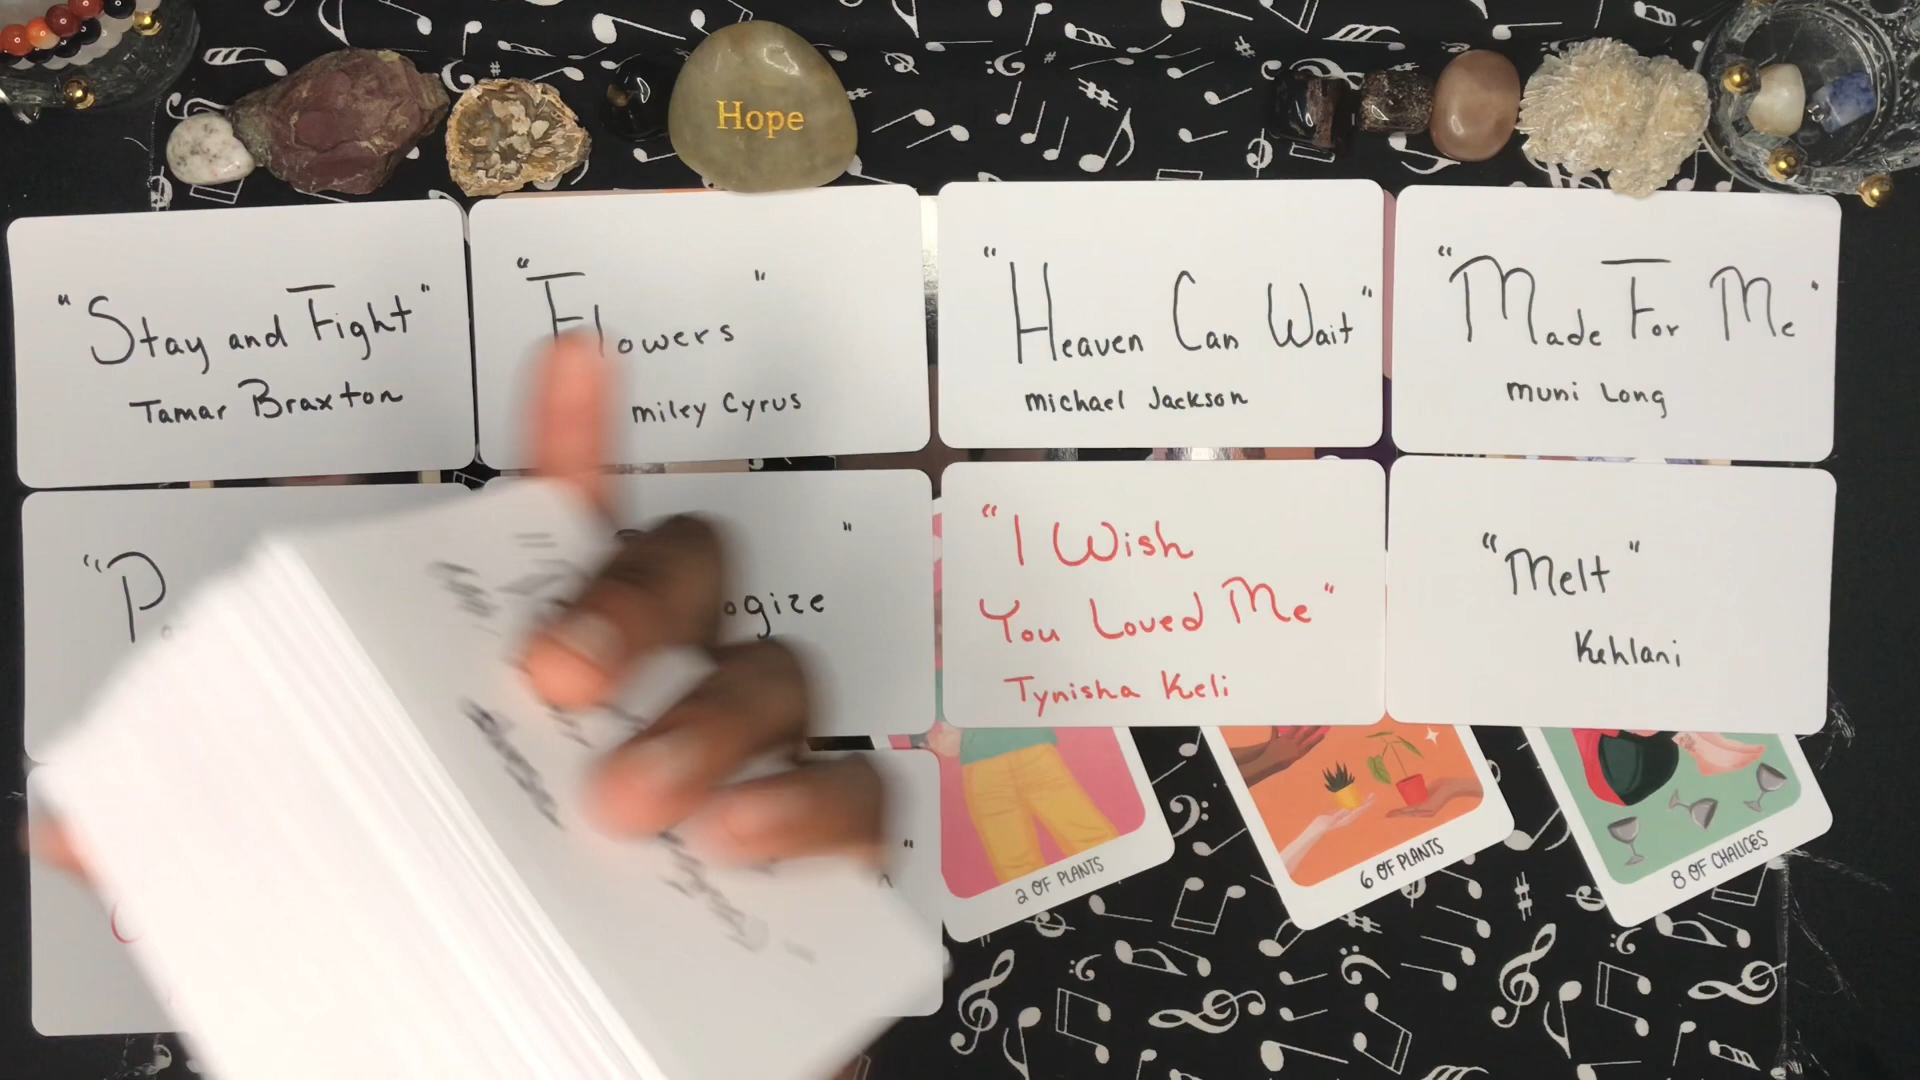 Hope
"Stay and Fight"
Tamar Braxton
"Flowers"
Miley Cyrus
"Heaven Can Wait"
Michael Jackson
"Made For Me"
Muni Long
"I Wish
You Loved Me"
Tynisha Keli
"Melt"
Kehlani
2 OF PLANTS
6 OF PLANTS
8 OF CHALICES